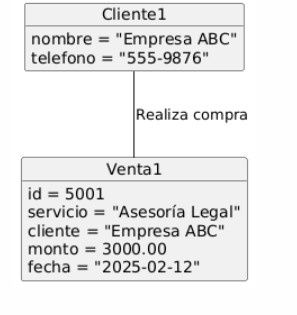 Cliente1
nombre = "Empresa ABC"
telefono = "555-9876"
Realiza compra
Venta1
id = 5001
servicio = "Asesoría Legal"
cliente = "Empresa ABC"
monto = 3000.00
fecha = "2025-02-12"